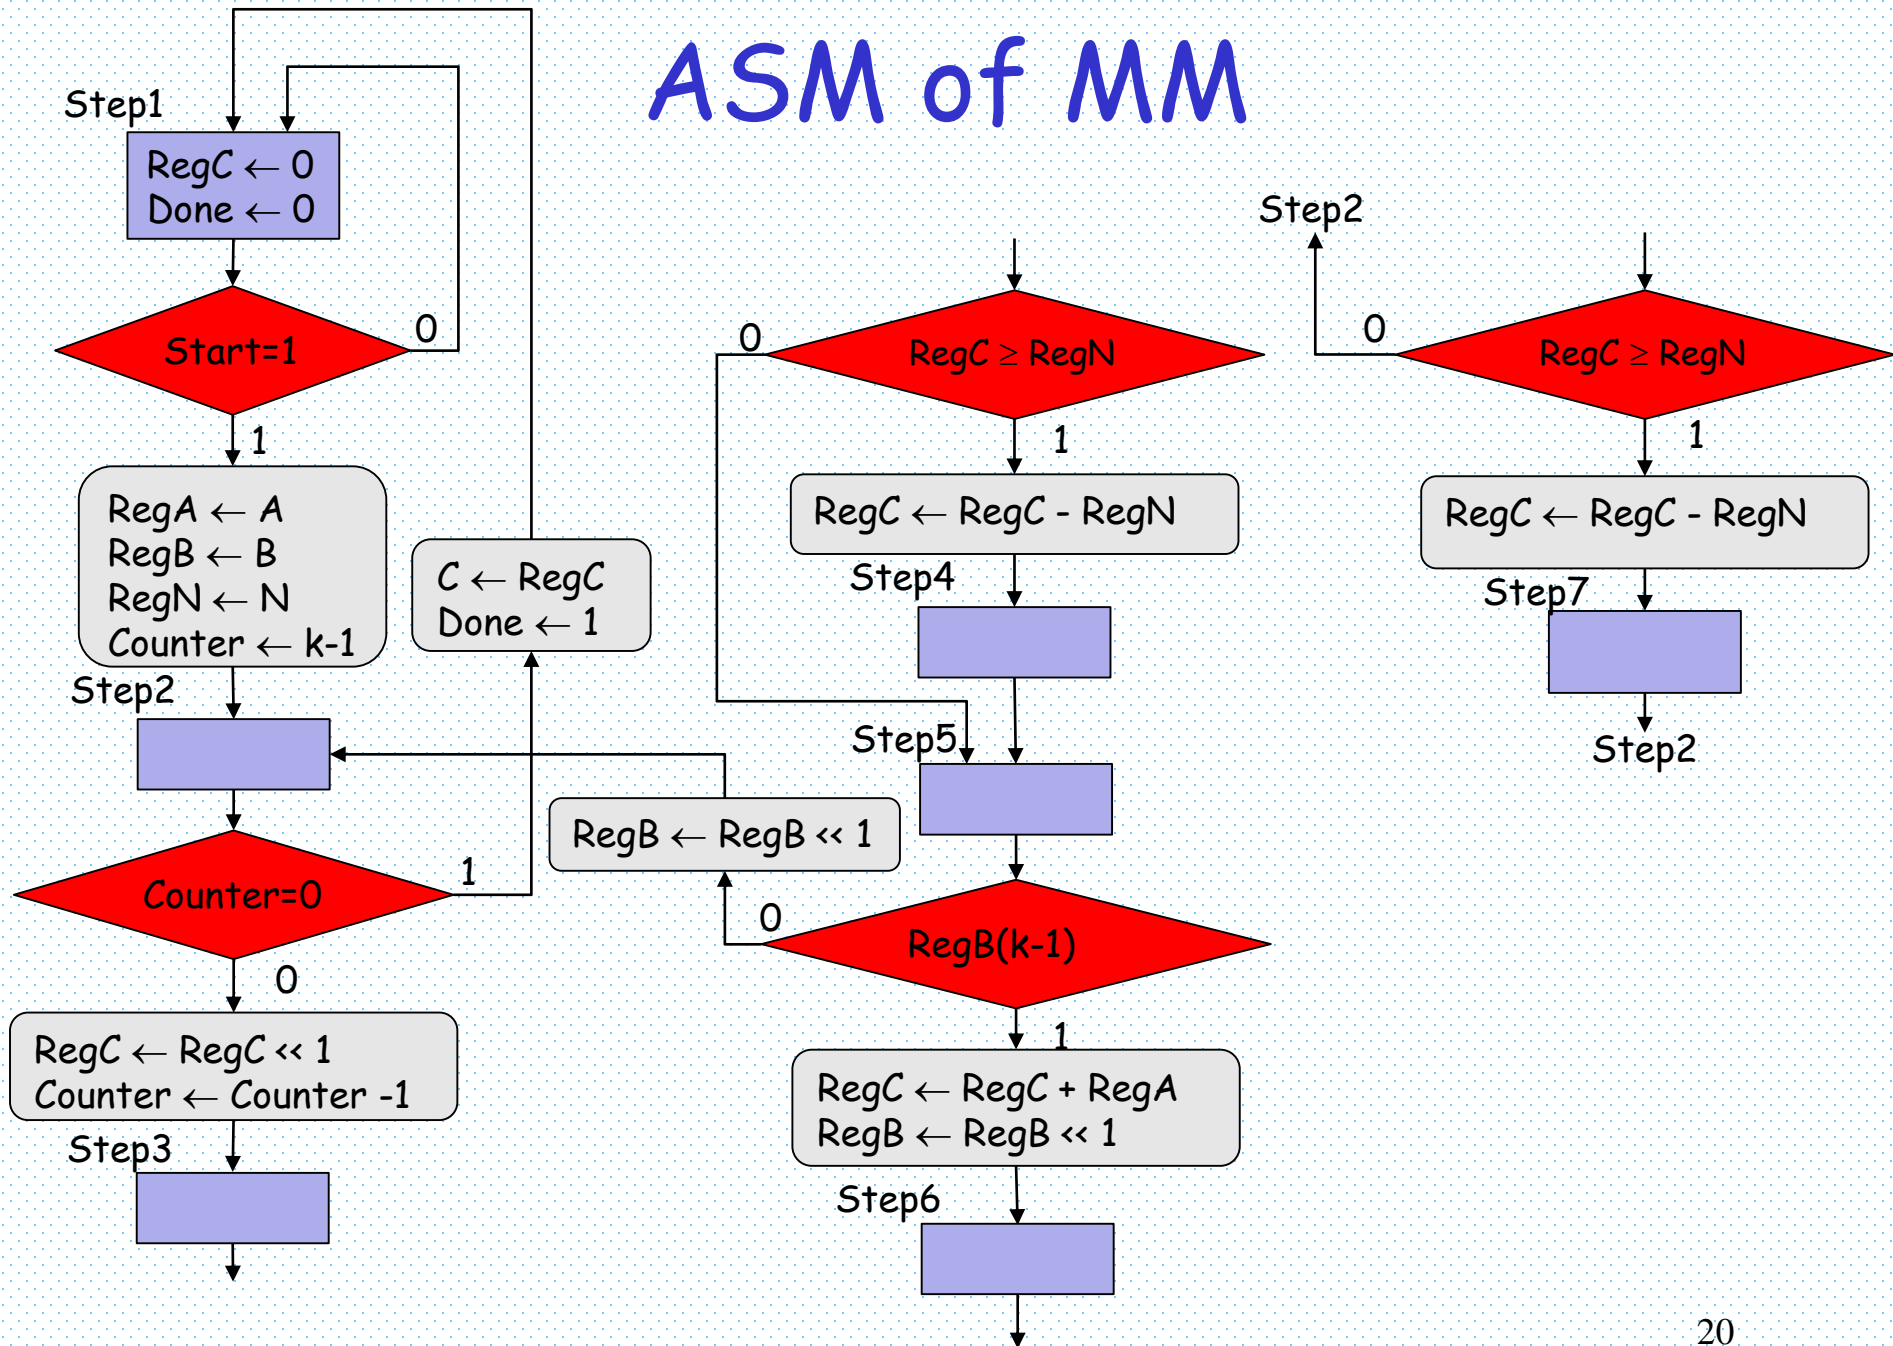 ASM of MM
Step1
RegC ← 0
Done ← 0
Start=1
0
1
RegA ← A
RegB ← B
RegN ← N
Counter ← k-1
C ← RegC
Done ← 1
Step2
Counter=0
1
0
RegC ← RegC << 1
Counter ← Counter -1
Step3
RegC ≥ RegN
0
1
RegC ← RegC - RegN
Step4
Step5
RegB ← RegB << 1
RegB(k-1)
0
1
RegC ← RegC + RegA
RegB ← RegB << 1
Step6
Step2
RegC ≥ RegN
0
1
RegC ← RegC - RegN
Step7
Step2
20